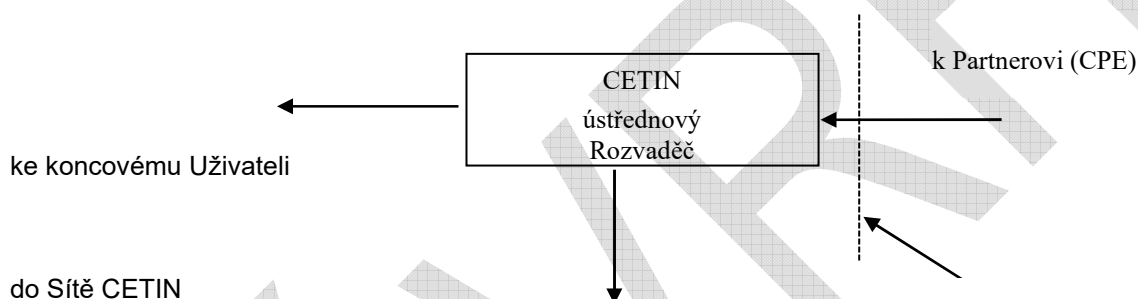 k Partnerovi (CPE)
CETIN
ústřednový
Rozvaděč
ke koncovému Uživateli
do Sítě CETIN